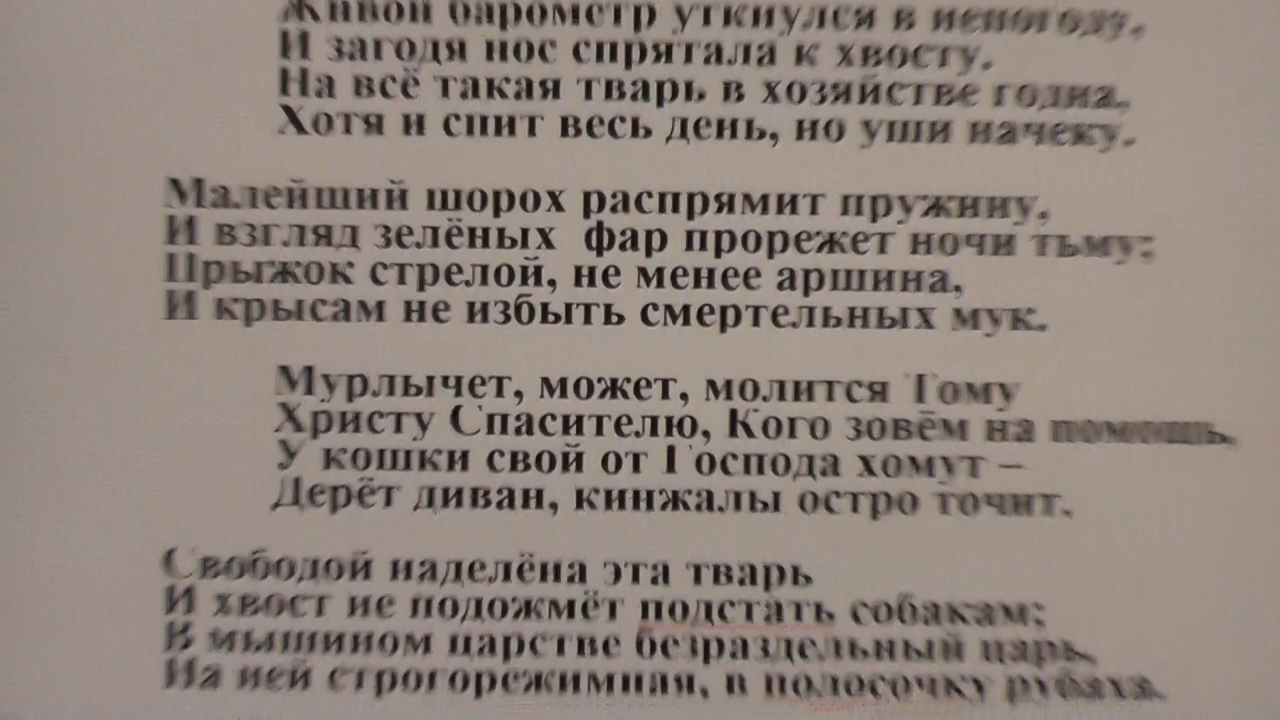 Живой барометр уткнулся в непогоду,
И загодя нос спрятала к хвосту.
На всё такая тварь в хозяйстве годна,
Хотя и спит весь день, но уши начеку.
Малейший шорох распрямит пружину,
И взгляд зелёных фар прорежет ночи тьму;
Прыжок стрелой, не менее аршина,
И крысам не избыть смертельных мук.
Мурлычет, может, молится Тому
Христу Спасителю, Кого зовём на помощь.
У кошки свой от Господа хомут –
Дерёт диван, кинжалы остро точит.
Свободой наделёна эта тварь
И хвост не подожмёт подстать собакам;
В мышином царстве безраздельный царь,
На ней строгорежимная, в полосочку рубаха.